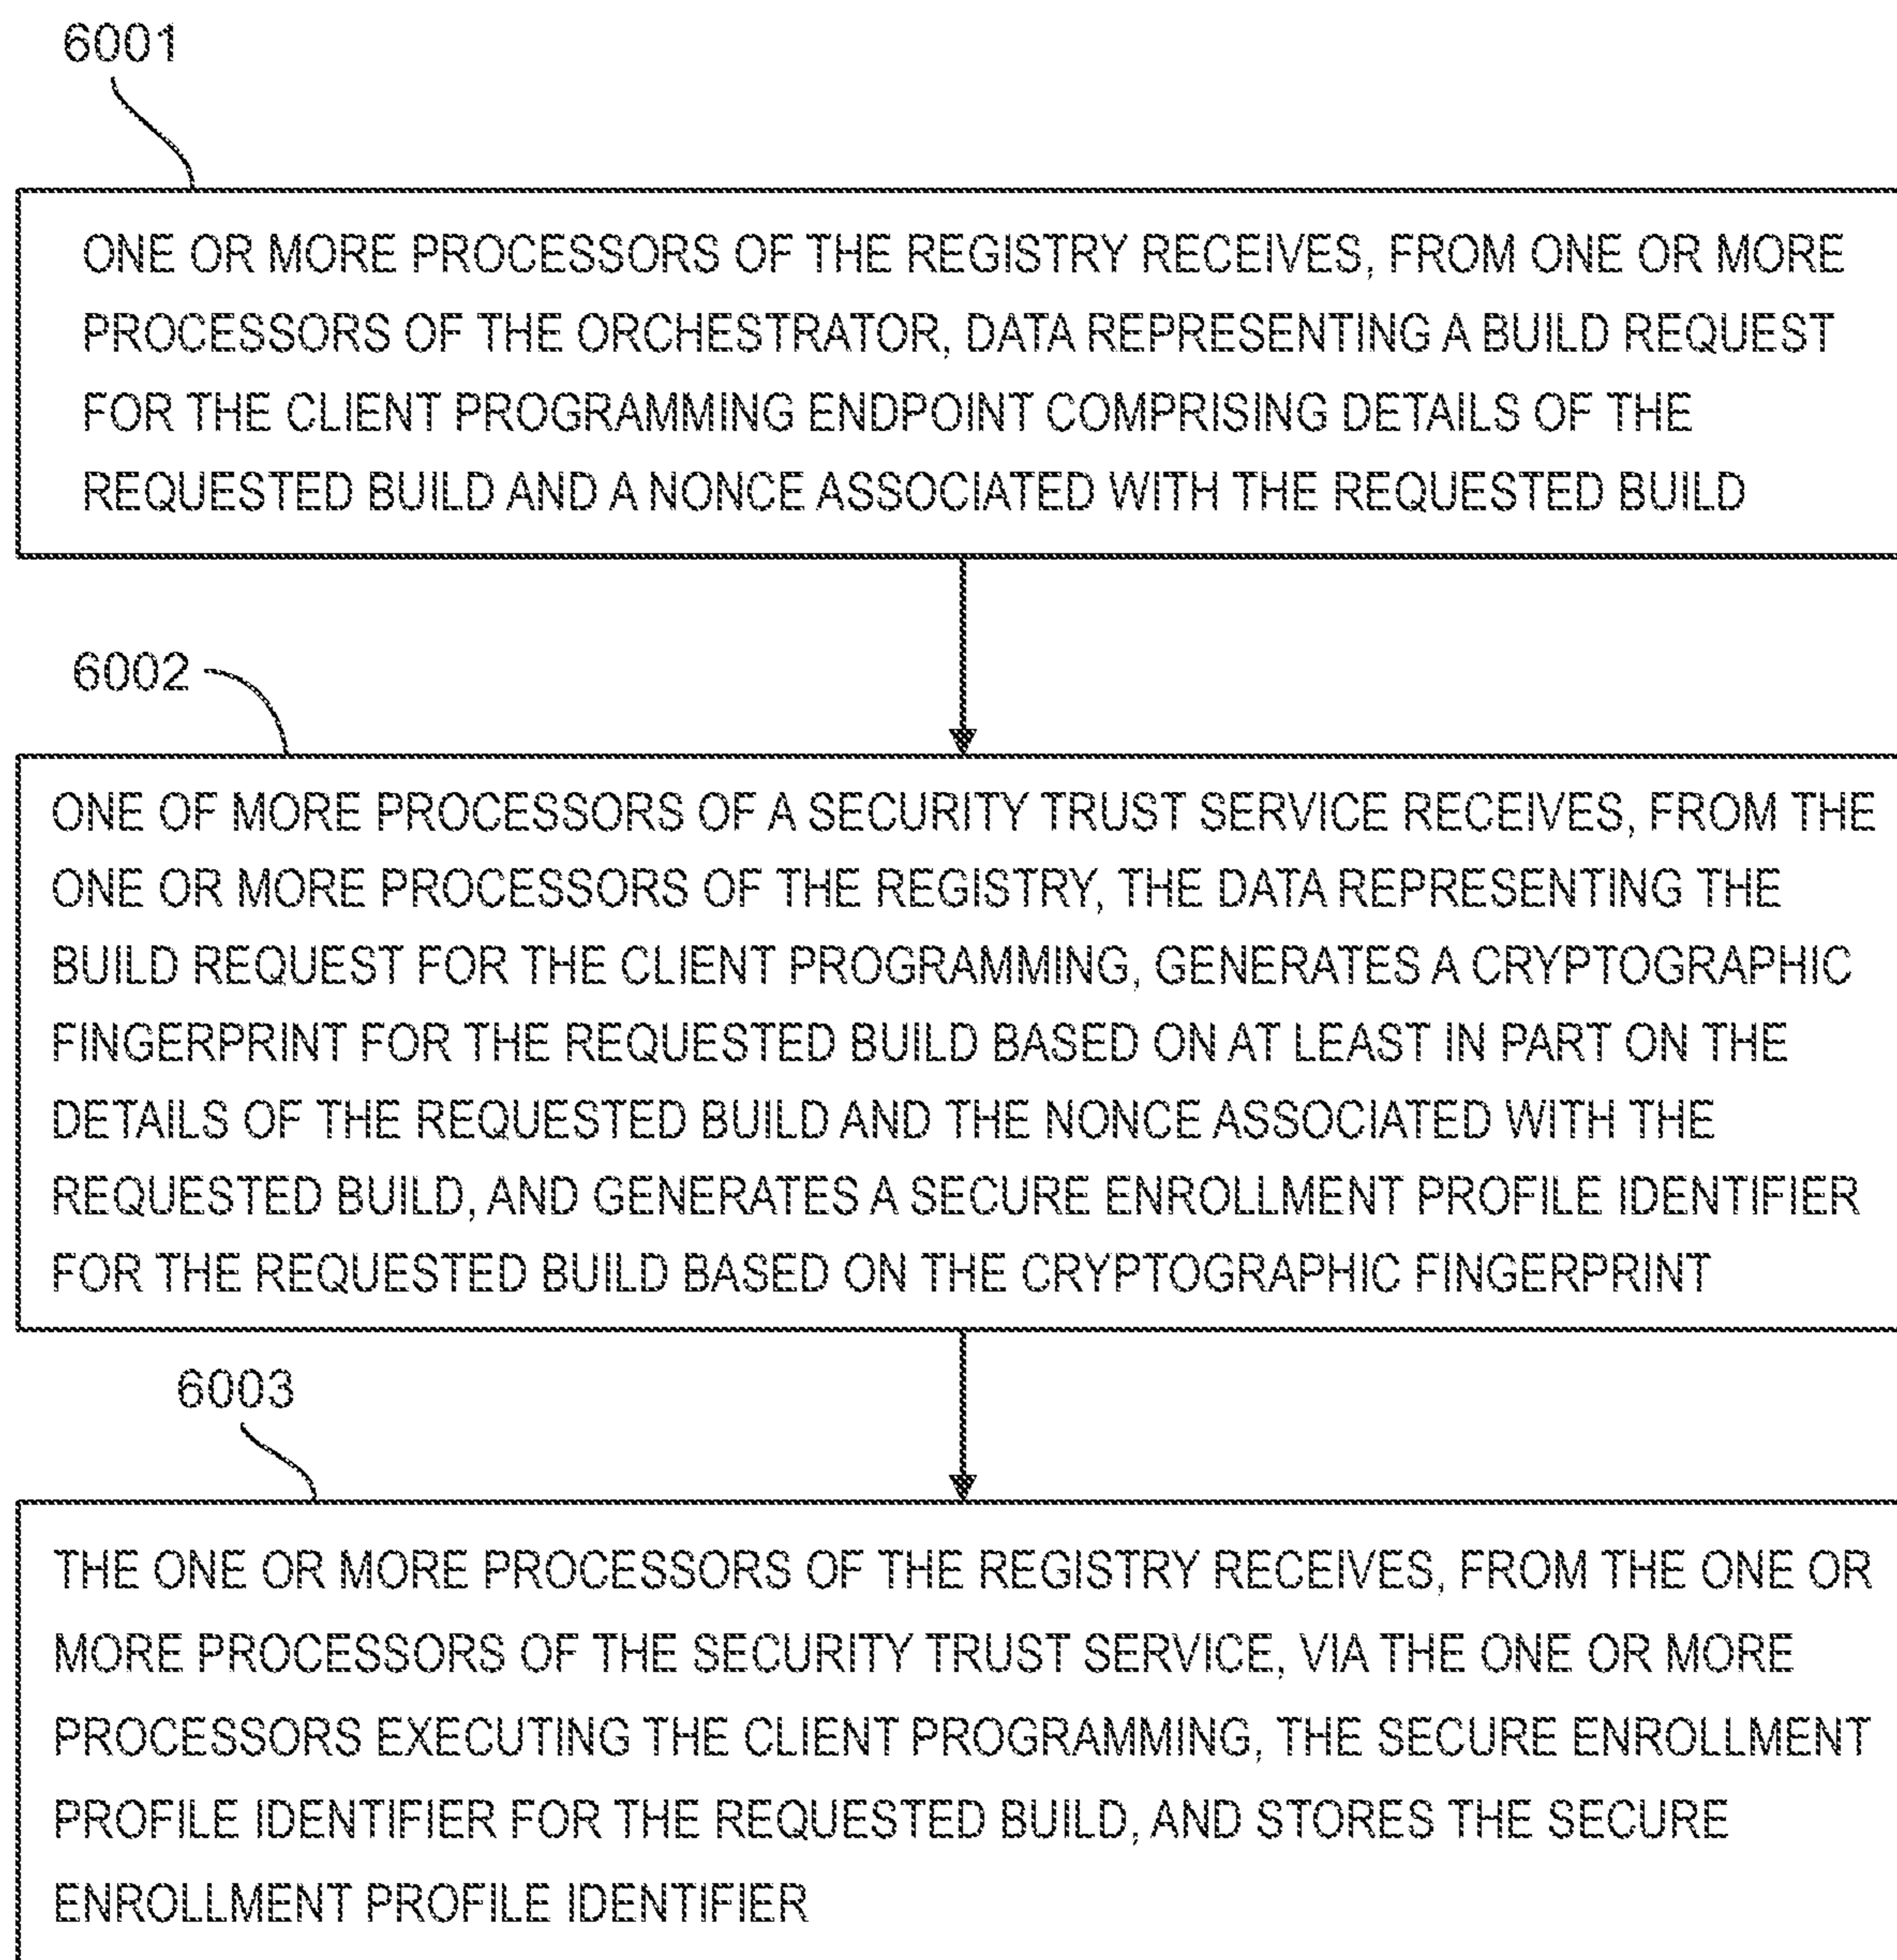 6001
ONE OR MORE PROCESSORS OF THE REGISTRY RECEIVES, FROM ONE OR MORE
PROCESSORS OF THE ORCHESTRATOR, DATA REPRESENTING A BUILD REQUEST
FOR THE CLIENT PROGRAMMING ENDPOINT COMPRISING DETAILS OF THE
REQUESTED BUILD AND A NONCE ASSOCIATED WITH THE REQUESTED BUILD
6002
ONE OF MORE PROCESSORS OF A SECURITY TRUST SERVICE RECEIVES, FROM THE
ONE OR MORE PROCESSORS OF THE REGISTRY, THE DATA REPRESENTING THE
BUILD REQUEST FOR THE CLIENT PROGRAMMING, GENERATES A CRYPTOGRAPHIC
FINGERPRINT FOR THE REQUESTED BUILD BASED ON AT LEAST IN PART ON THE
DETAILS OF THE REQUESTED BUILD AND THE NONCE ASSOCIATED WITH THE
REQUESTED BUILD, AND GENERATES A SECURE ENROLLMENT PROFILE IDENTIFIER
FOR THE REQUESTED BUILD BASED ON THE CRYPTOGRAPHIC FINGERPRINT
6003
THE ONE OR MORE PROCESSORS OF THE REGISTRY RECEIVES, FROM THE ONE OR
MORE PROCESSORS OF THE SECURITY TRUST SERVICE, VIA THE ONE OR MORE
PROCESSORS EXECUTING THE CLIENT PROGRAMMING, THE SECURE ENROLLMENT
PROFILE IDENTIFIER FOR THE REQUESTED BUILD, AND STORES THE SECURE
ENROLLMENT PROFILE IDENTIFIER